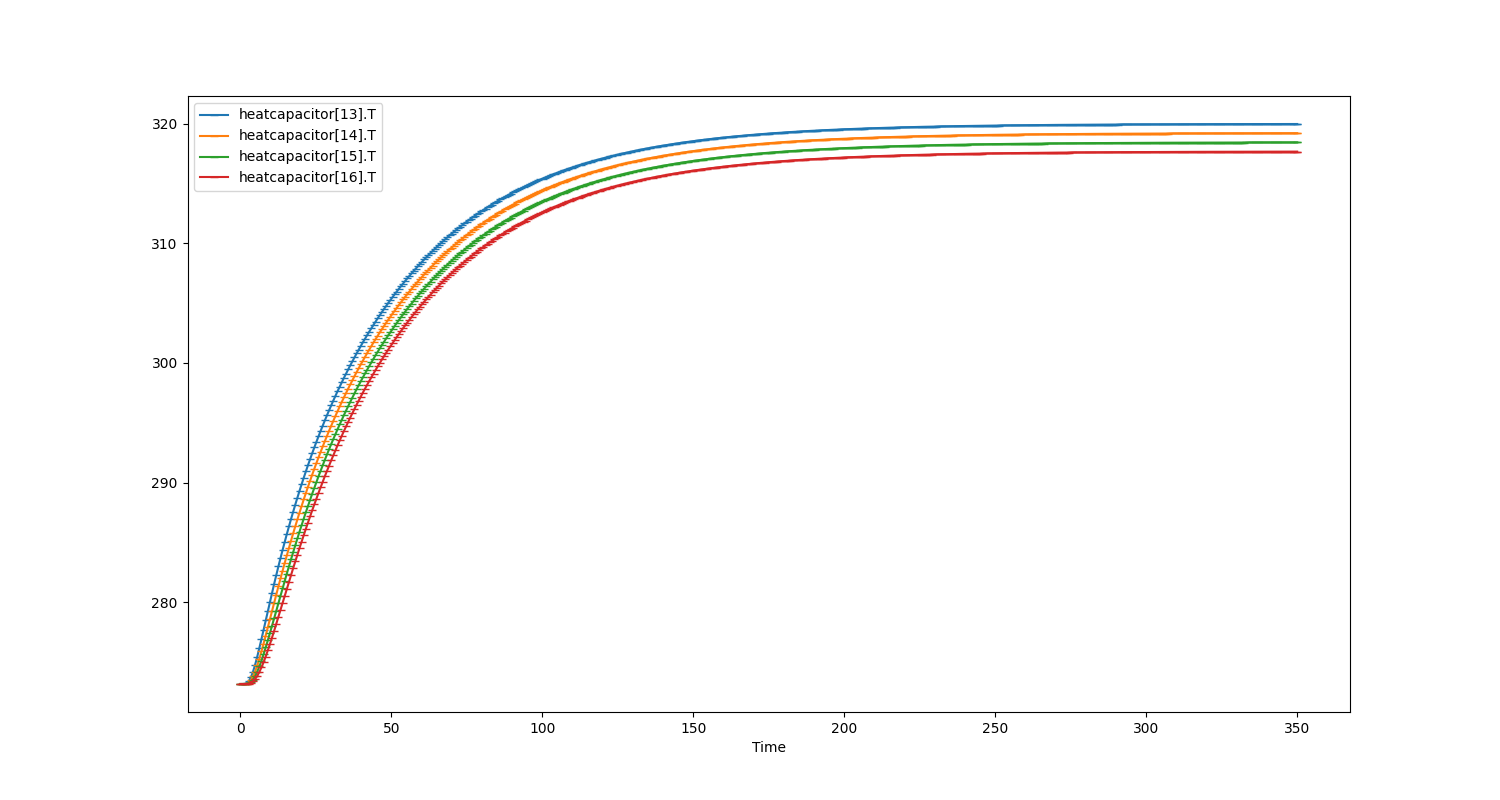 heatcapacitor[13].T
heatcapacitor[14].T
heatcapacitor[15].T
heatcapacitor[16].T
320
310
300
290
280
0 50 100 150 200 250 300 350
Time